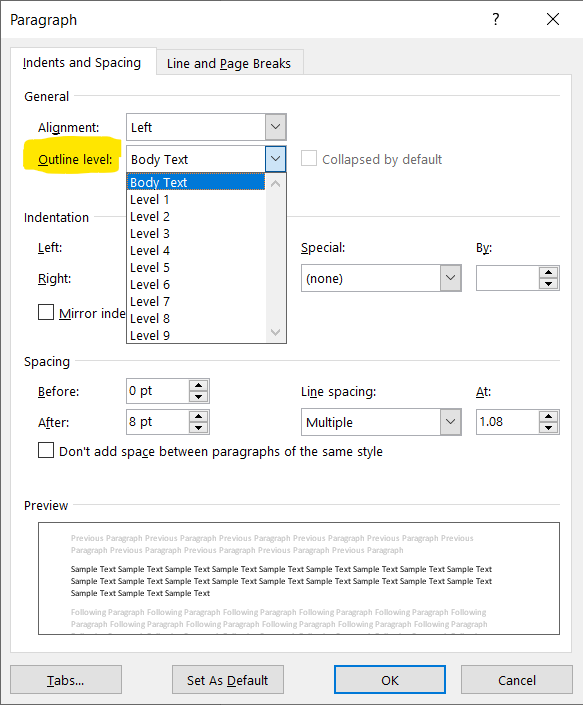 Paragraph ?
Indents and Spacing Line and Page Breaks
General
Alignment: Left
Outline level: Body Text Collapsed by default
Body Text
Level 1
Level 2
Level 3
Level 4
Level 5
Level 6
Level 7
Level 8
Level 9
Indentation
Left: Special: By:
Right: (none)
Mirror inde
Spacing
Before: 0 pt Line spacing: At:
After: 8 pt Multiple 1.08
Don't add space between paragraphs of the same style
Preview
Previous Paragraph Previous Paragraph Previous Paragraph Previous Paragraph Previous Paragraph Previous
Paragraph Previous Paragraph Previous Paragraph Previous Paragraph Previous Paragraph
Sample Text Sample Text Sample Text Sample Text Sample Text Sample Text Sample Text Sample Text Sample Text
Sample Text Sample Text Sample Text Sample Text Sample Text Sample Text Sample Text Sample Text Sample Text
Sample Text Sample Text Sample Text
Following Paragraph Following Paragraph Following Paragraph Following Paragraph Following Paragraph
Following Paragraph Following Paragraph Following Paragraph Following Paragraph Following Paragraph
Tabs... Set As Default OK Cancel